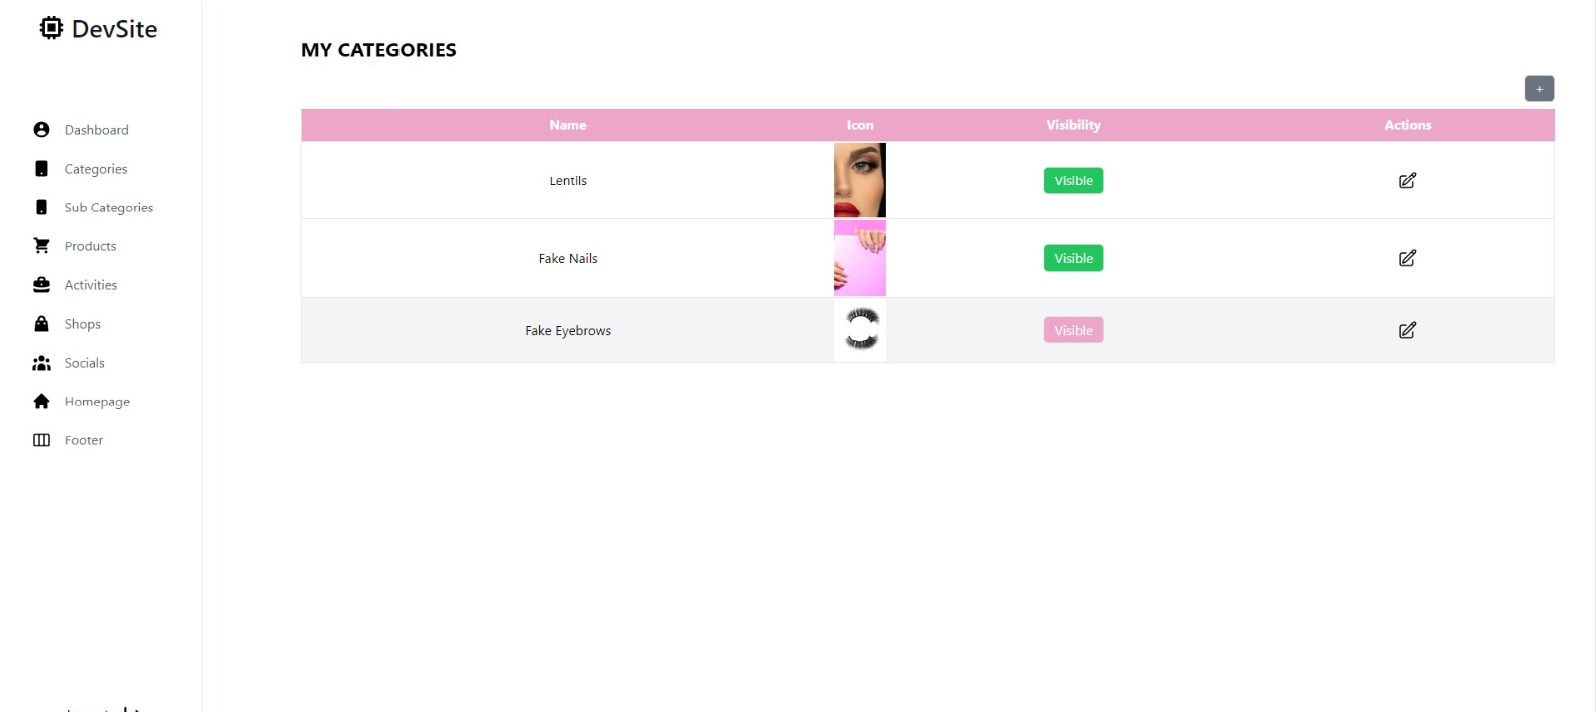 DevSite
Dashboard
Categories
Sub Categories
Products
Activities
Shops
Socials
Homepage
Footer
MY CATEGORIES
+
Name Icon Visibility Actions
Lentils Visible
Fake Nails Visible
Fake Eyebrows Visible